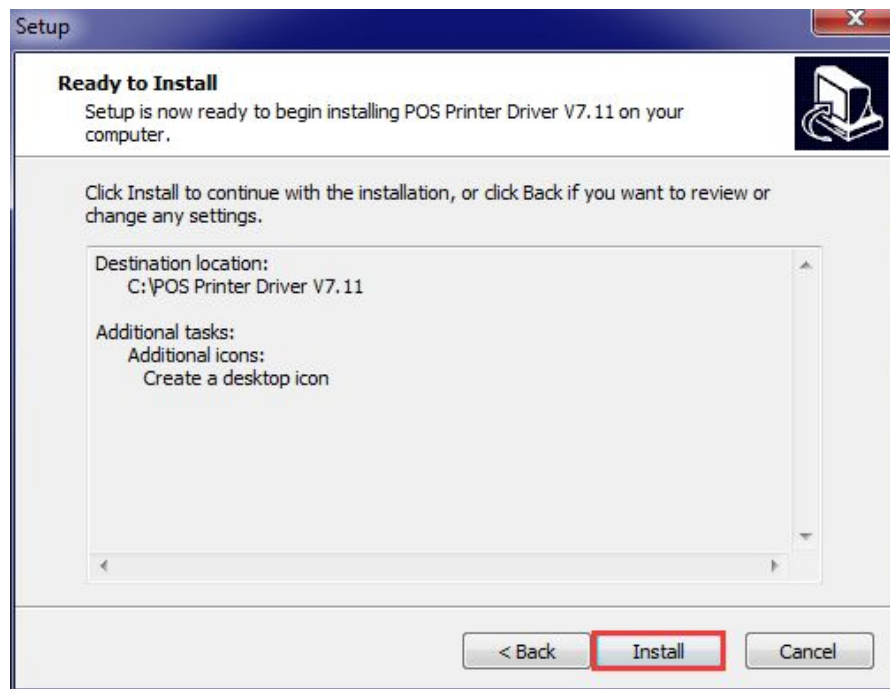 Setup
Ready to Install
Setup is now ready to begin installing POS Printer Driver V7.11 on your
computer.
Click Install to continue with the installation, or click Back if you want to review or
change any settings.
Destination location:
C:\POS Printer Driver V7.11
Additional tasks:
Additional icons:
Create a desktop icon
< Back Install Cancel